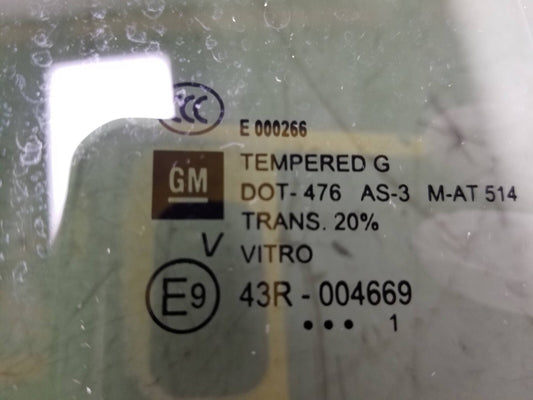 CCC
E 000266
GM
TEMPERED G
DOT- 476 AS-3 M-AT 514
TRANS. 20%
V VITRO
E9 43R - 004669
••• 1